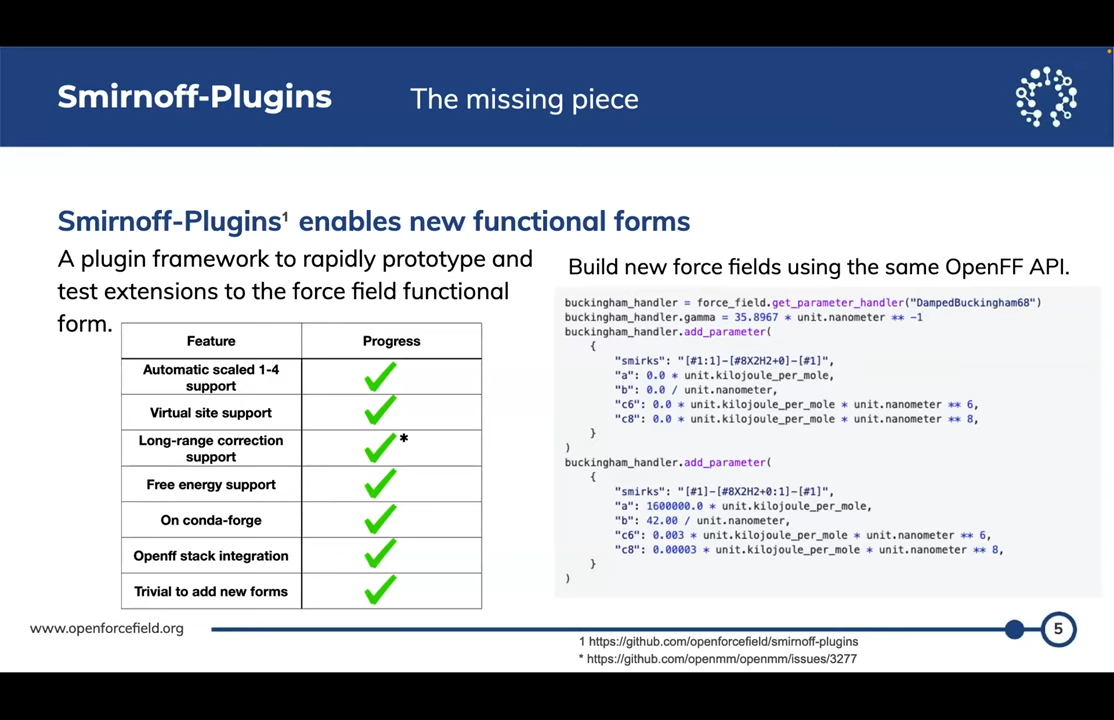 Smirnoff-Plugins
The missing piece
Smirnoff-Plugins¹ enables new functional forms
A plugin framework to rapidly prototype and
test extensions to the force field functional
form.
Feature
Progress
Automatic scaled 1-4
support
Virtual site support
Long-range correction
support
*
Free energy support
On conda-forge
Openff stack integration
Trivial to add new forms
Build new force fields using the same OpenFF API.
buckingham_handler = force_field.get_parameter_handler("DampedBuckingham68")
buckingham_handler.gamma = 35.8967 * unit.nanometer ** -1
buckingham_handler.add_parameter(
    {
        "smirks": "[#1:1]-[#8X2H2+0]-[#1]",
        "a": 0.0 * unit.kilojoule_per_mole,
        "b": 0.0 / unit.nanometer,
        "c6": 0.0 * unit.kilojoule_per_mole * unit.nanometer ** 6,
        "c8": 0.0 * unit.kilojoule_per_mole * unit.nanometer ** 8,
    }
)
buckingham_handler.add_parameter(
    {
        "smirks": "[#1]-[#8X2H2+0:1]-[#1]",
        "a": 1600000.0 * unit.kilojoule_per_mole,
        "b": 42.00 / unit.nanometer,
        "c6": 0.003 * unit.kilojoule_per_mole * unit.nanometer ** 6,
        "c8": 0.00003 * unit.kilojoule_per_mole * unit.nanometer ** 8,
    }
)
www.openforcefield.org
5
1 https://github.com/openforcefield/smirnoff-plugins
* https://github.com/openmm/openmm/issues/3277